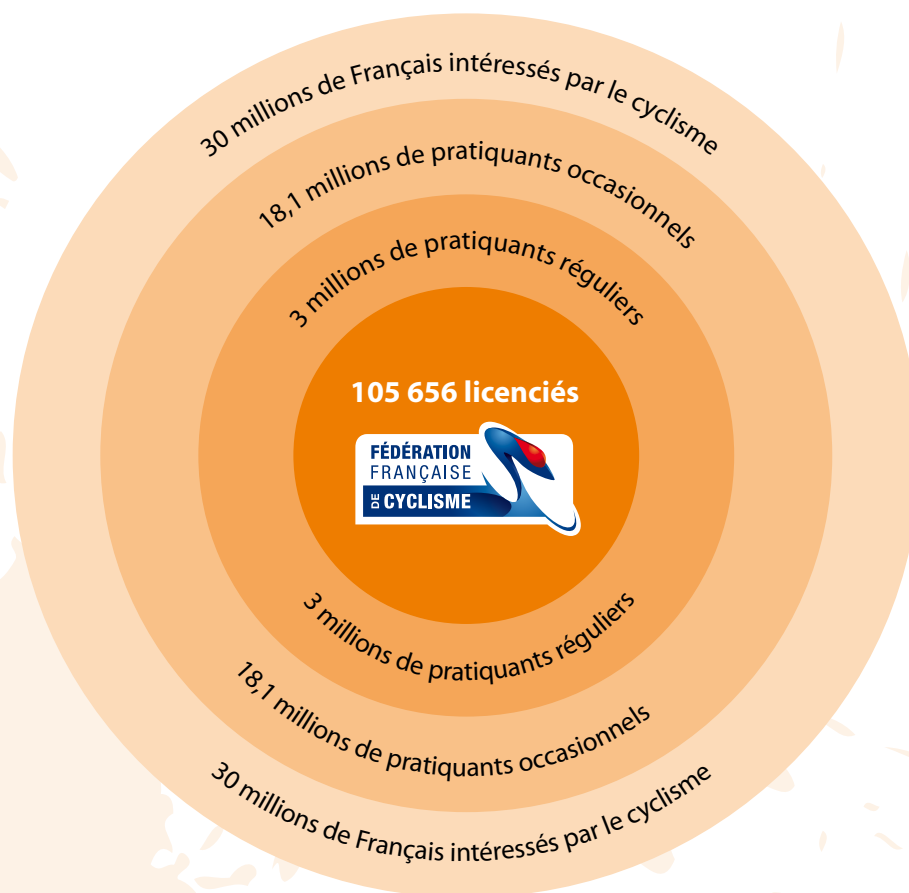 30 millions de Français intéressés par le cyclisme
18,1 millions de pratiquants occasionnels
3 millions de pratiquants réguliers
105 656 licenciés
FÉDÉRATION
FRANÇAISE
DE CYCLISME
3 millions de pratiquants réguliers
18,1 millions de pratiquants occasionnels
30 millions de Français intéressés par le cyclisme